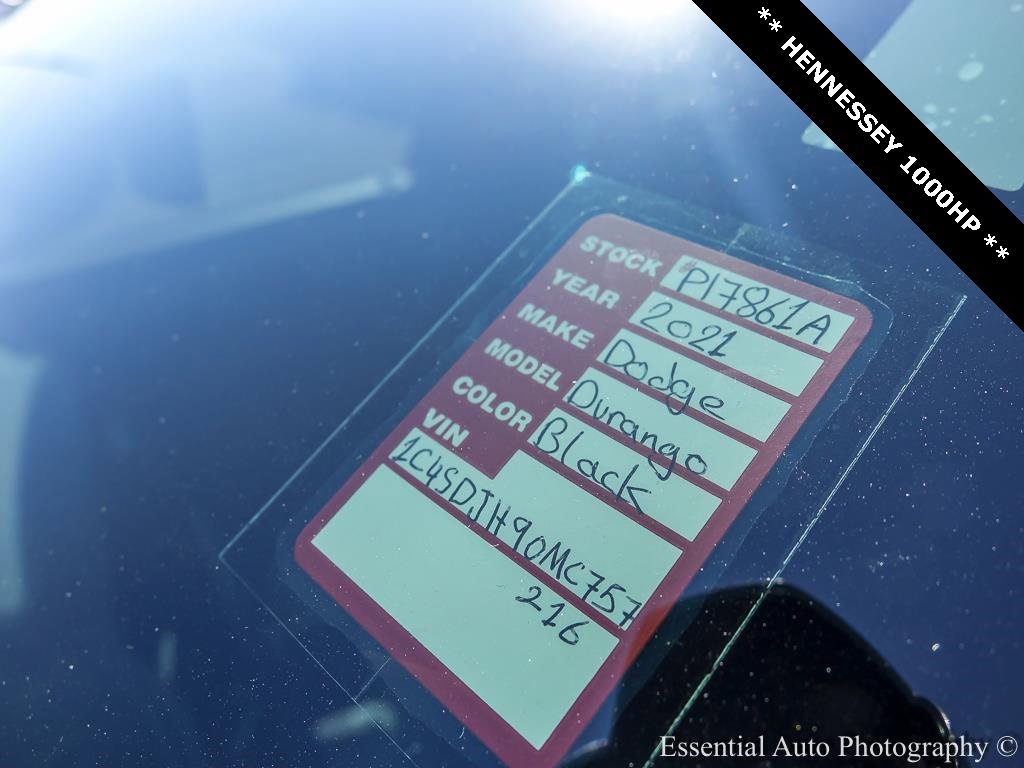 ** HENNESSEY 1000HP **
STOCK # P17861A
YEAR 2021
MAKE Dodge
MODEL Durango
COLOR Black
VIN
1C4SDJH90MC757
216
Essential Auto Photography ©